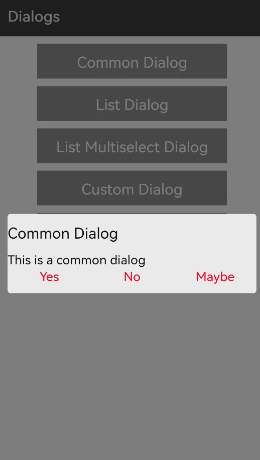 Dialogs
Common Dialog
List Dialog
List Multiselect Dialog
Custom Dialog
Common Dialog
This is a common dialog
Yes No Maybe